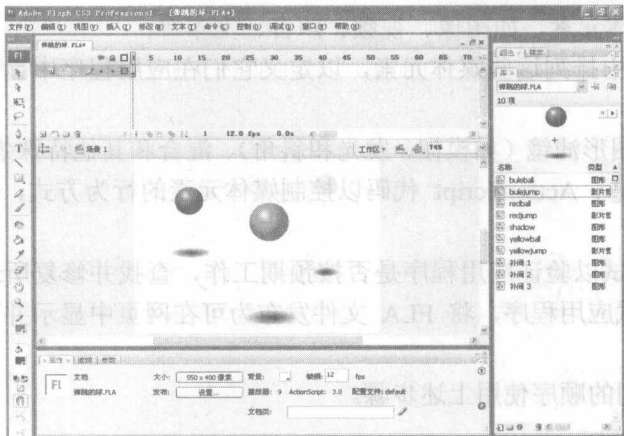 Adobe Flash CS3 Professional - [弹跳的球.FLA*]
文件(F) 编辑(E) 视图(V) 插入(I) 修改(M) 文本(T) 命令(C) 控制(O) 调试(D) 窗口(W) 帮助(H)
弹跳的球.FLA*
5 10 15 20 25 30 35 40 45 50 55 60 65 70
1 12.0 fps 0.0s
场景 1
工作区
74%
库
弹跳的球.FLA
10 项
名称 类型
buleball 图形
bulejump 影片剪
redball 图形
redjump 影片剪
shadow 图形
yellowball 图形
yellowjump 影片剪
补间 1 图形
补间 2 图形
补间 3 图形
属性 滤镜 参数
Fl
文档
弹跳的球.FLA
大小: 550 x 400 像素 背景: 帧频: 12 fps
发布: 设置... 播放器: 9 ActionScript: 3.0 配置文件: default
文档类: